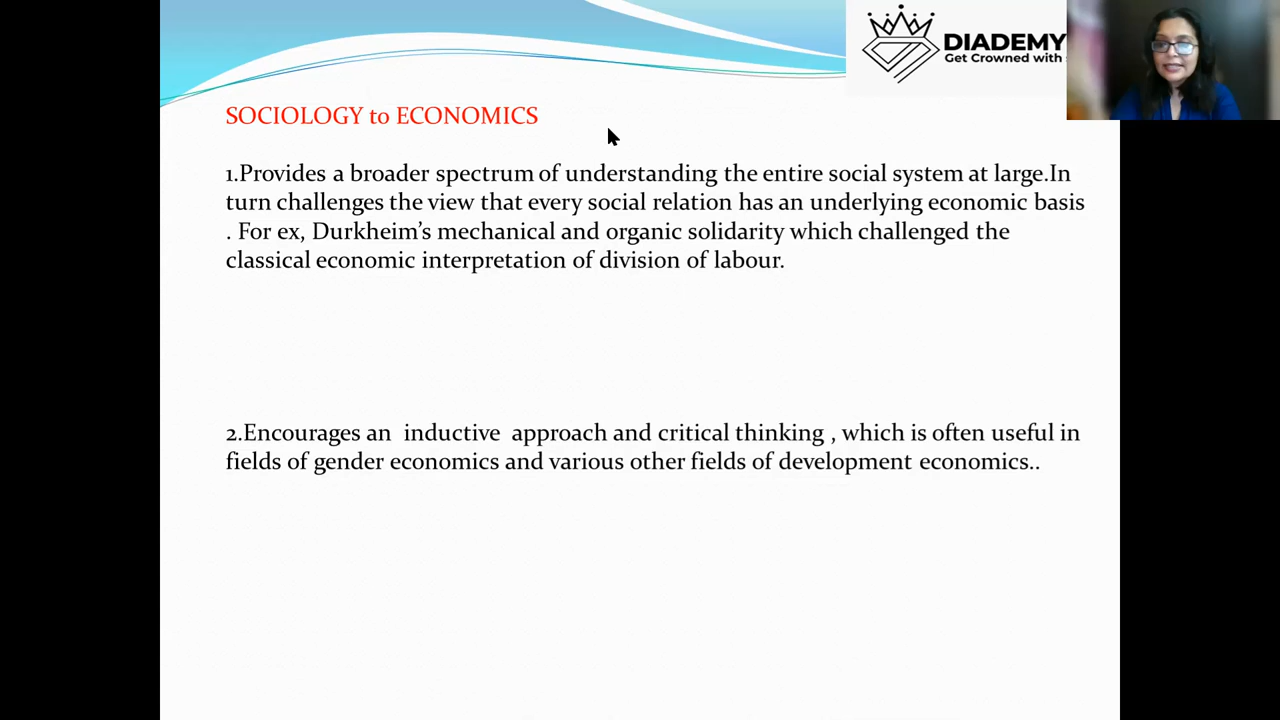 DIADEMY
Get Crowned with
SOCIOLOGY to ECONOMICS
1.Provides a broader spectrum of understanding the entire social system at large.In
turn challenges the view that every social relation has an underlying economic basis
. For ex, Durkheim’s mechanical and organic solidarity which challenged the
classical economic interpretation of division of labour.
2.Encourages an  inductive  approach and critical thinking , which is often useful in
fields of gender economics and various other fields of development economics..